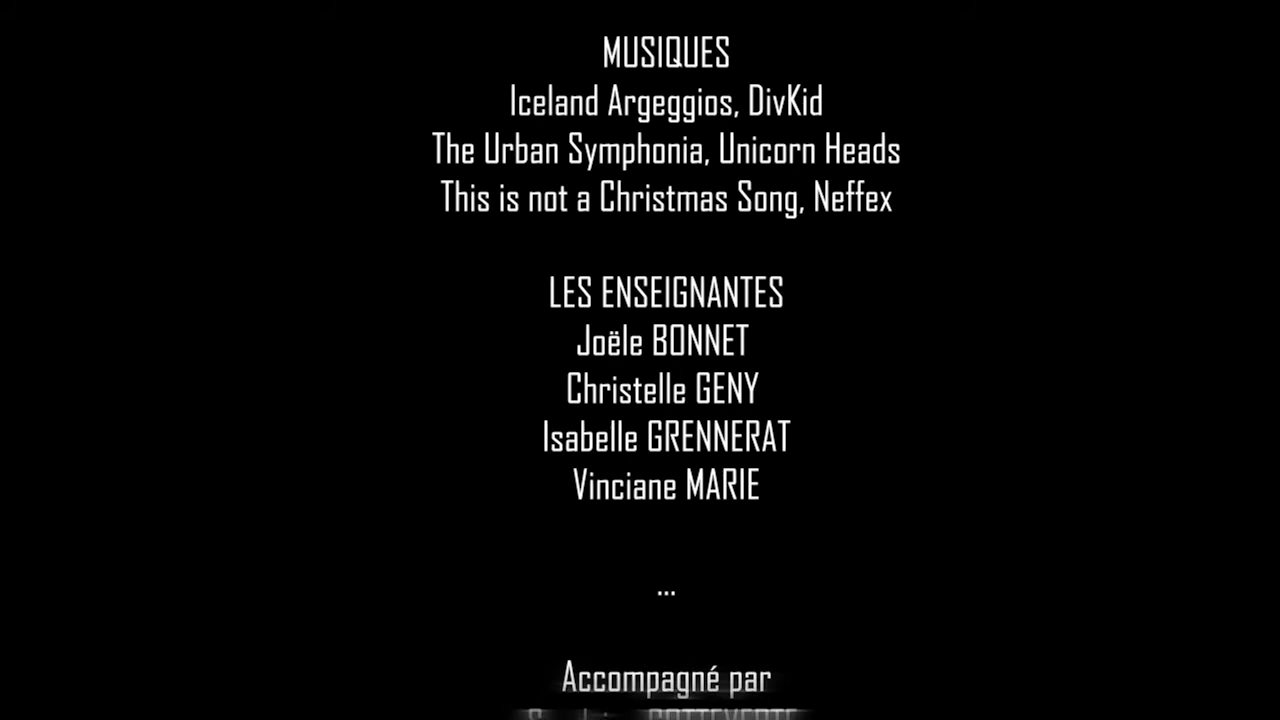 MUSIQUES
Iceland Argeggios, DivKid
The Urban Symphonia, Unicorn Heads
This is not a Christmas Song, Neffex
LES ENSEIGNANTES
Joële BONNET
Christelle GENY
Isabelle GRENNERAT
Vinciane MARIE
...
Accompagné par